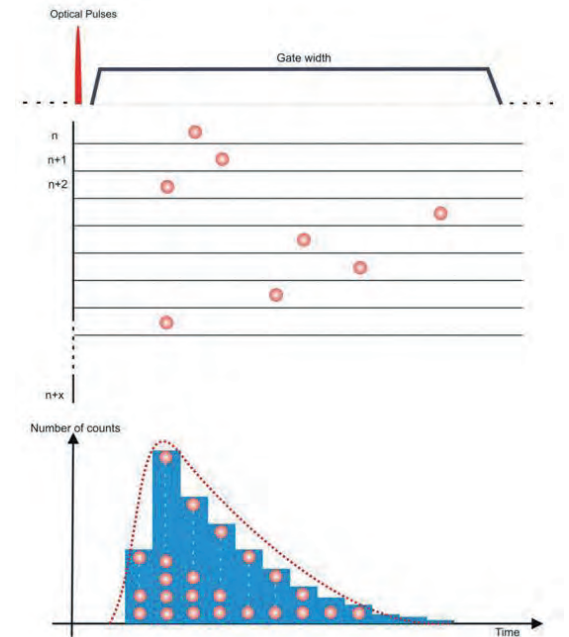 Optical Pulses
Gate width
n
n+1
n+2
n+x
Number of counts
Time